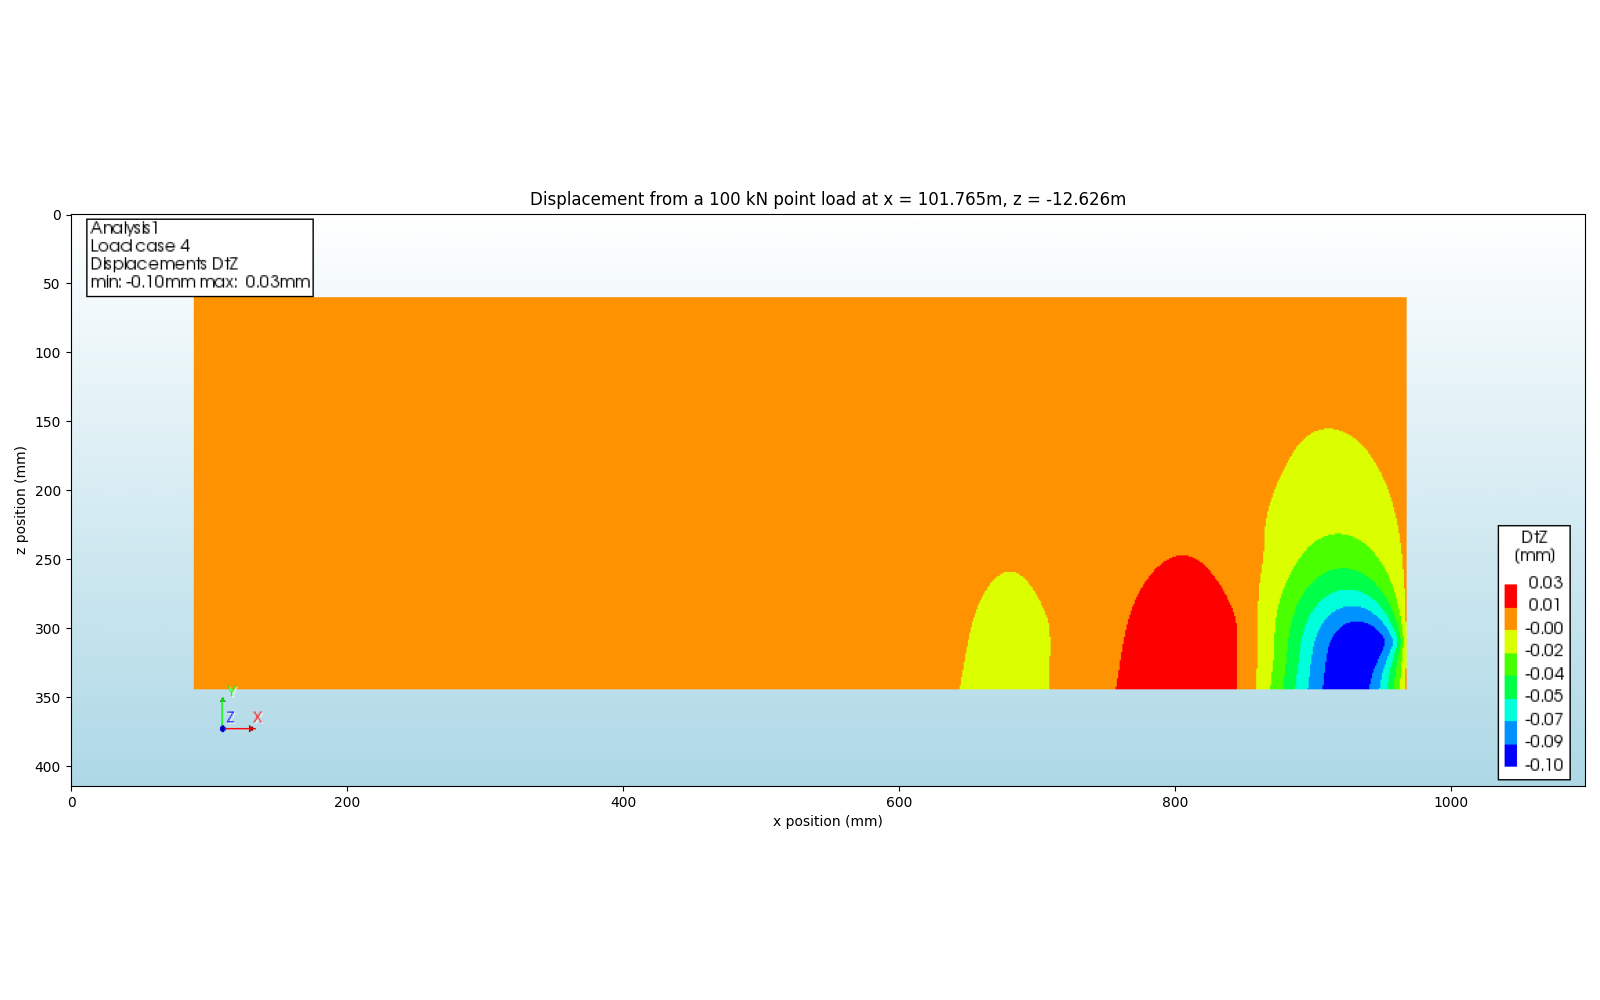 Displacement from a 100 kN point load at x = 101.765m, z = -12.626m
0
50
100
150
200
250
300
350
400
z position (mm)
Analysis1
Load case 4
Displacements DtZ
min: -0.10mm max: 0.03mm
DtZ
(mm)
0.03
0.01
-0.00
-0.02
-0.04
-0.05
-0.07
-0.09
-0.10
Y
Z X
0 200 400 600 800 1000
x position (mm)